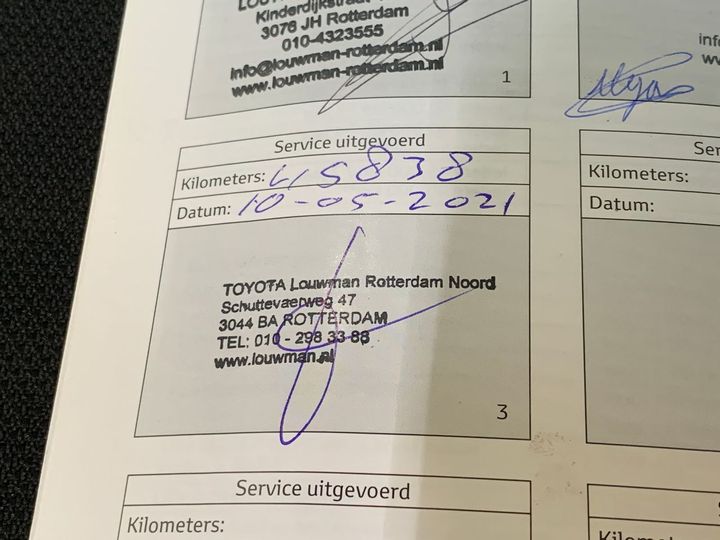 Kinderdijkstraat
3076 JH Rotterdam
010-4323555
info@louwman-rotterdam.nl
www.louwman-rotterdam.nl
1
info
Service uitgevoerd
Kilometers: 45838
Datum: 10-05-2021
TOYOTA Louwman Rotterdam Noord
Schuttevaerweg 47
3044 BA ROTTERDAM
TEL: 010 - 298 33 88
www.louwman.nl
3
Kilometers:
Datum:
Service uitgevoerd
Kilometers: